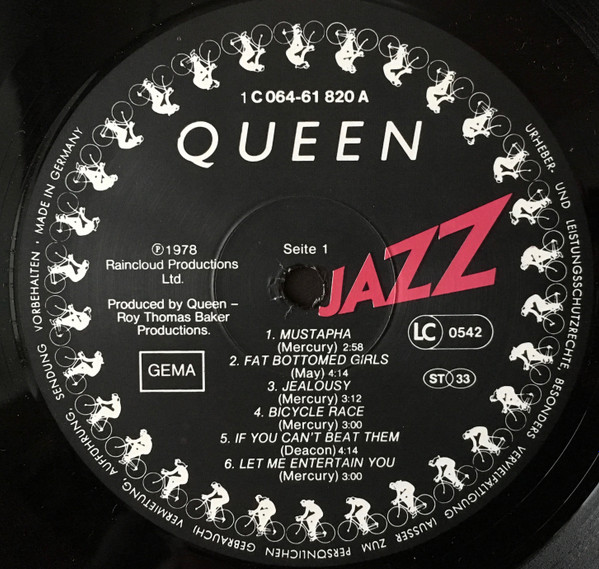 1 C 064-61 820 A
QUEEN
JAZZ
℗ 1978
Raincloud Productions
Ltd.
Produced by Queen –
Roy Thomas Baker
Productions.
GEMA
Seite 1
1. MUSTAPHA
(Mercury) 2:58
2. FAT BOTTOMED GIRLS
(May) 4:14
3. JEALOUSY
(Mercury) 3:12
4. BICYCLE RACE
(Mercury) 3:00
5. IF YOU CAN'T BEAT THEM
(Deacon) 4:14
6. LET ME ENTERTAIN YOU
(Mercury) 3:00
LC 0542
ST 33
URHEBER- UND LEISTUNGSSCHUTZRECHTE BESONDERS VERVIELFÄLTIGUNG (AUSSER ZUM PERSÖNLICHEN GEBRAUCH) VERMIETUNG, AUFFÜHRUNG, SENDUNG VORBEHALTEN · MADE IN GERMANY